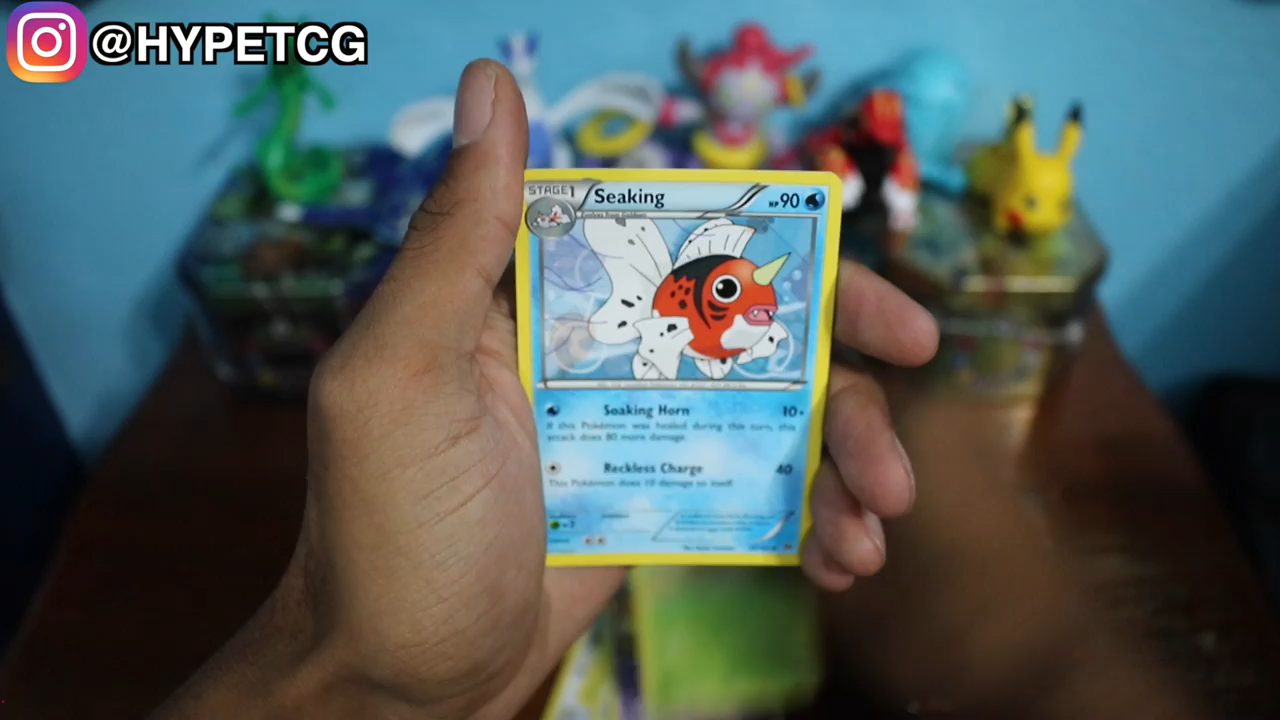 @HYPETCG
STAGE1
Seaking
HP90
Soaking Horn 10+
If this Pokémon was healed during this turn, this
attack does 80 more damage.
Reckless Charge 40
This Pokémon does 10 damage to itself.